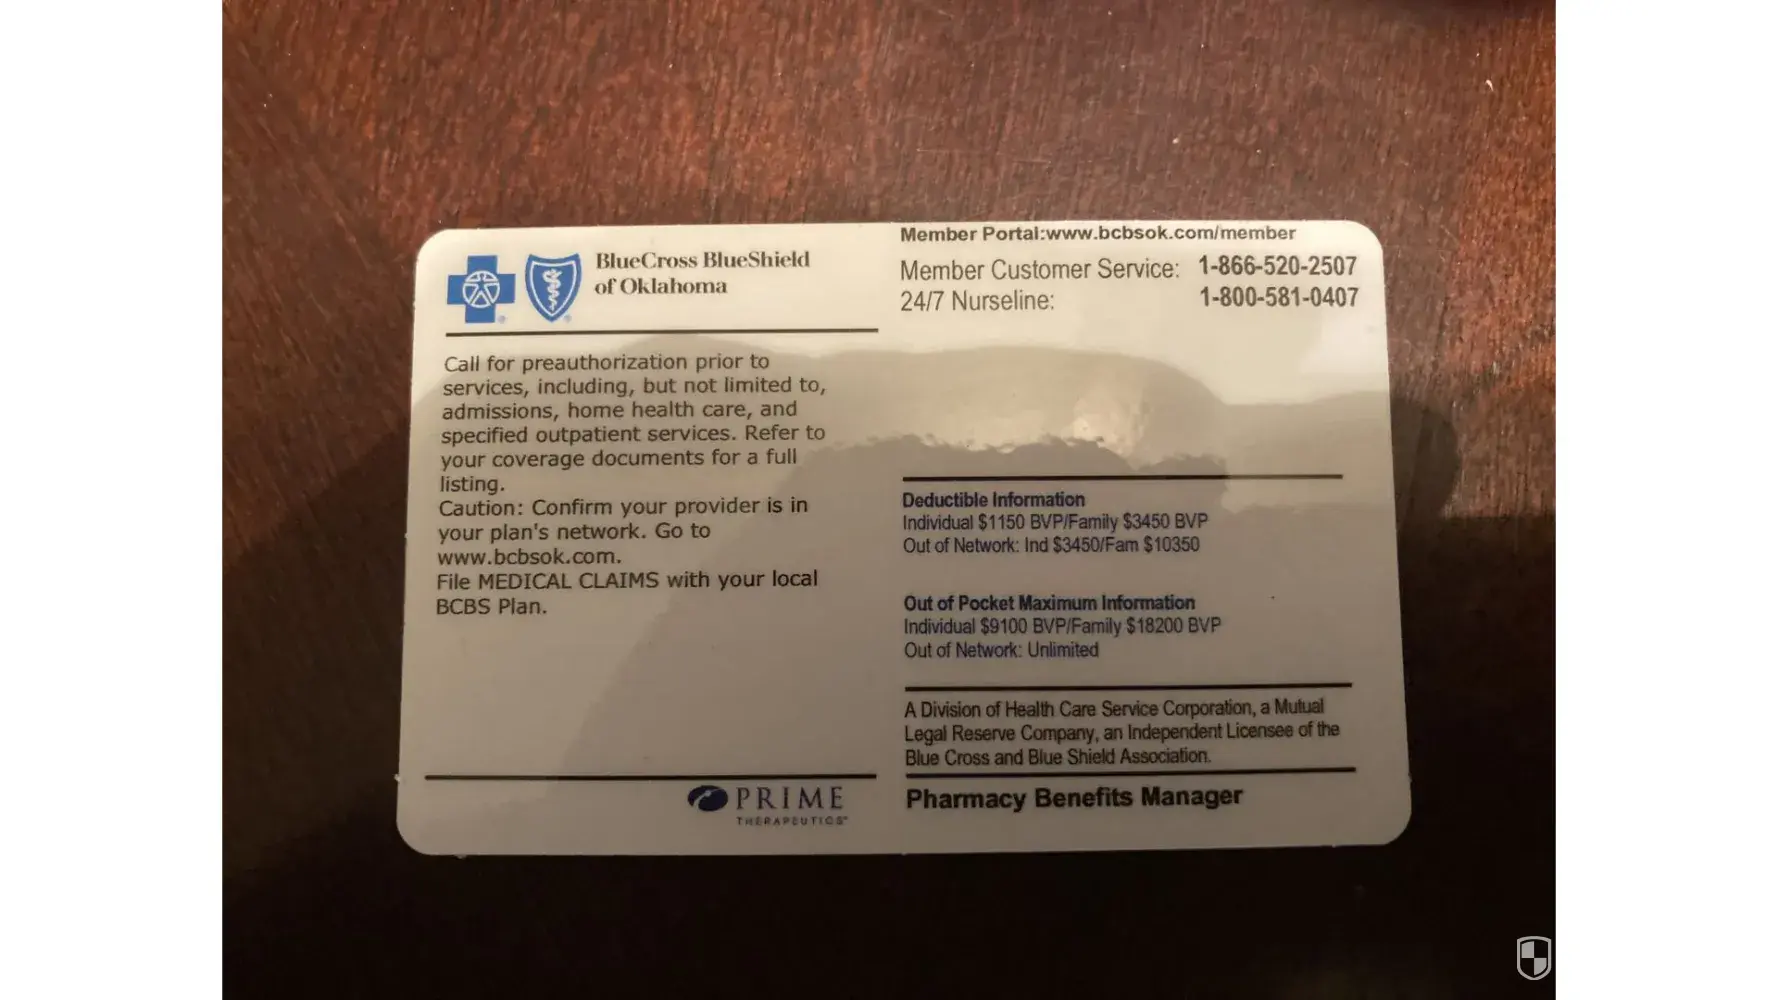 BlueCross BlueShield
of Oklahoma
Call for preauthorization prior to
services, including, but not limited to,
admissions, home health care, and
specified outpatient services. Refer to
your coverage documents for a full
listing.
Caution: Confirm your provider is in
your plan's network. Go to
www.bcbsok.com.
File MEDICAL CLAIMS with your local
BCBS Plan.
PRIME
THERAPEUTICS
Member Portal:www.bcbsok.com/member
Member Customer Service: 1-866-520-2507
24/7 Nurseline: 1-800-581-0407
Deductible Information
Individual $1150 BVP/Family $3450 BVP
Out of Network: Ind $3450/Fam $10350
Out of Pocket Maximum Information
Individual $9100 BVP/Family $18200 BVP
Out of Network: Unlimited
A Division of Health Care Service Corporation, a Mutual
Legal Reserve Company, an Independent Licensee of the
Blue Cross and Blue Shield Association.
Pharmacy Benefits Manager